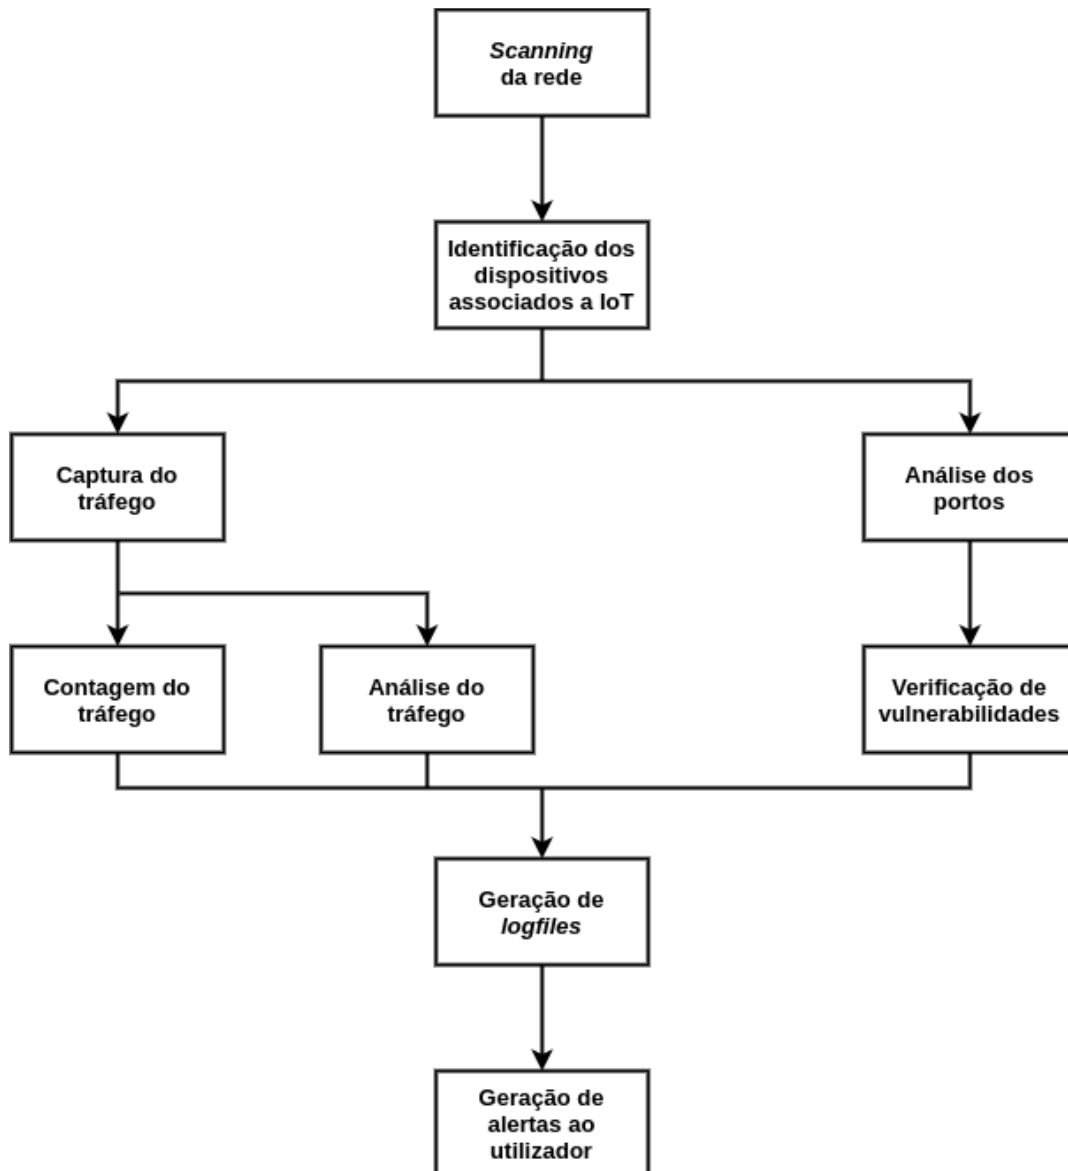 Scanning
da rede
Identificação dos
dispositivos
associados a IoT
Captura do
tráfego
Análise dos
portos
Contagem do
tráfego
Análise do
tráfego
Verificação de
vulnerabilidades
Geração de
logfiles
Geração de
alertas ao
utilizador